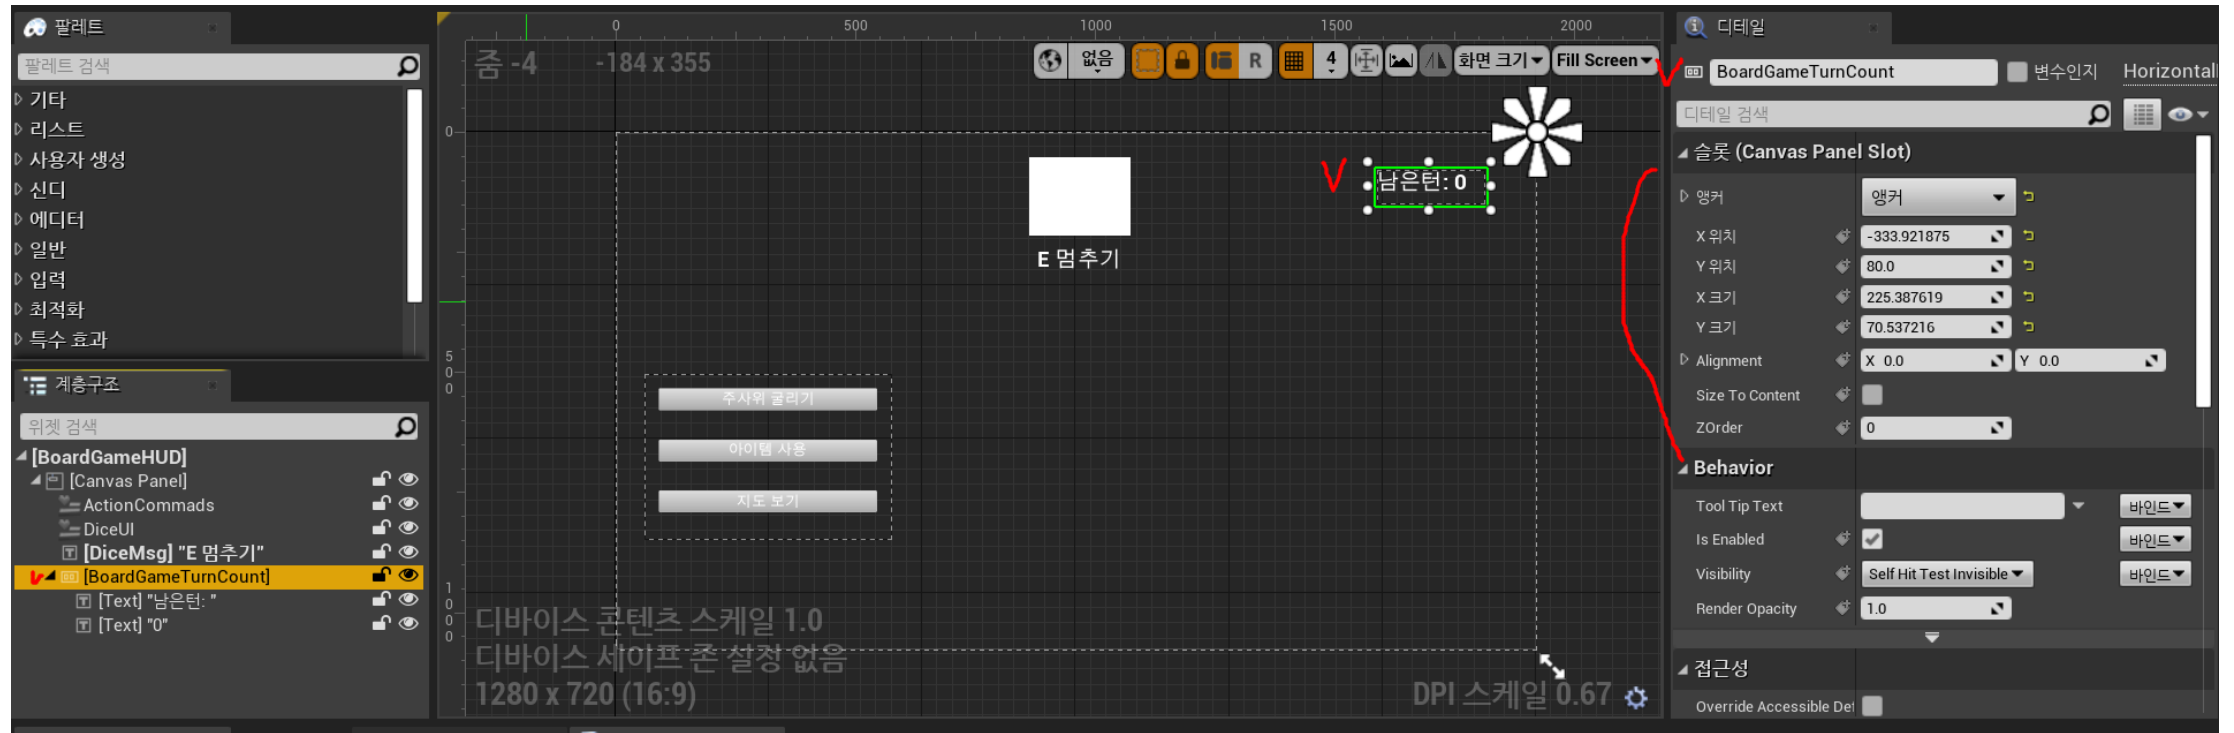 팔레트
팔레트 검색
기타
리스트
사용자 생성
신디
에디터
일반
입력
최적화
특수 효과
계층구조
위젯 검색
[BoardGameHUD]
[Canvas Panel]
ActionCommads
DiceUI
[DiceMsg] "E 멈추기"
[BoardGameTurnCount]
[Text] "남은턴: "
[Text] "0"
0 500 1000 1500 2000
줌 -4 -184 x 355
없음 R 4 화면 크기 Fill Screen
0
남은턴: 0
E 멈추기
5
0
0
주사위 굴리기
아이템 사용
지도 보기
1
0
0
0
디바이스 콘텐츠 스케일 1.0
디바이스 세이프 존 설정 없음
1280 x 720 (16:9)
DPI 스케일 0.67
디테일
BoardGameTurnCount 변수인지 Horizontal
디테일 검색
슬롯 (Canvas Panel Slot)
앵커 앵커
X 위치 -333.921875
Y 위치 80.0
X 크기 225.387619
Y 크기 70.537216
Alignment X 0.0 Y 0.0
Size To Content
ZOrder 0
Behavior
Tool Tip Text 바인드
Is Enabled 바인드
Visibility Self Hit Test Invisible 바인드
Render Opacity 1.0
접근성
Override Accessible Def